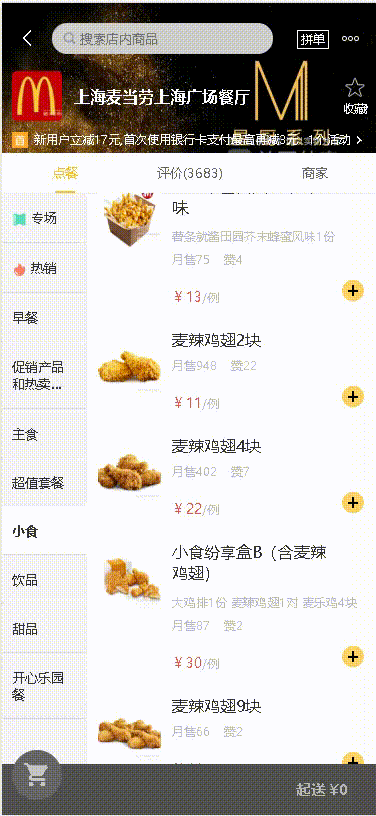 搜索店内商品
拼单
上海麦当劳上海广场餐厅
收藏
首 新用户立减17元,首次使用银行卡支付最高再减3元 1个活动
点餐
评价(3683)
商家
专场
热销
早餐
促销产品
和热卖...
主食
超值套餐
小食
饮品
甜品
开心乐园
餐
味
薯条就酱田园芥末蜂蜜风味1份
月售75 赞4
¥13/例
麦辣鸡翅2块
月售948 赞22
¥11/例
麦辣鸡翅4块
月售402 赞7
¥22/例
小食纷享盒B（含麦辣
鸡翅）
大鸡排1份 麦辣鸡翅1对 麦乐鸡4块
月售87 赞2
¥30/例
麦辣鸡翅9块
月售66 赞2
起送 ¥0